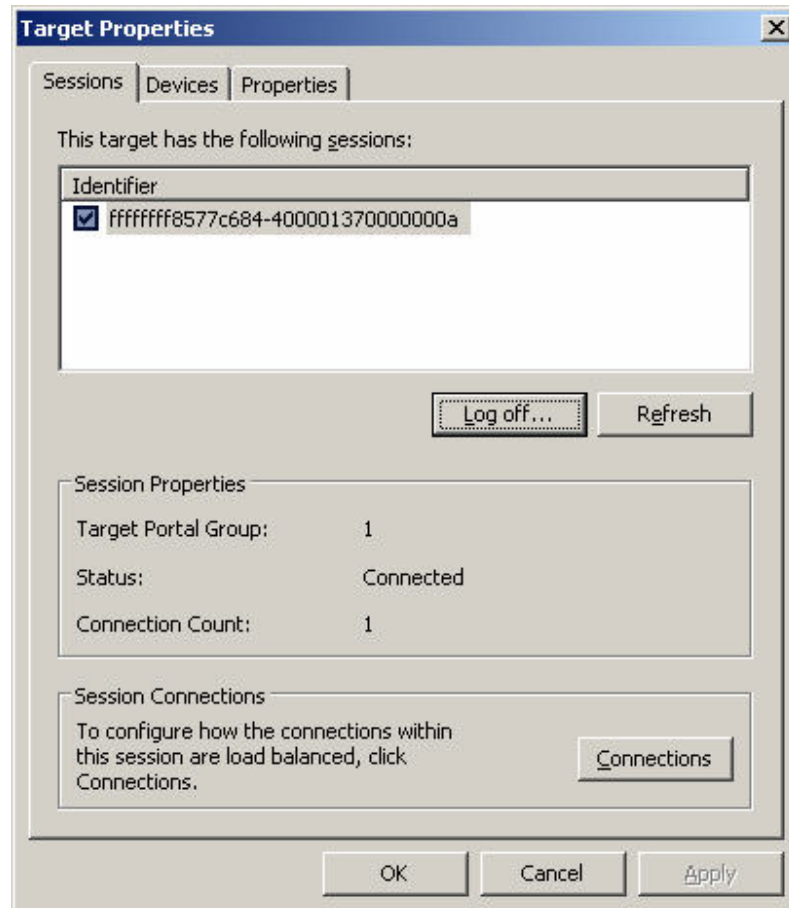 Target Properties
Sessions Devices Properties
This target has the following sessions:
Identifier
ffffffff8577c684-400001370000000a
Log off... Refresh
Session Properties
Target Portal Group: 1
Status: Connected
Connection Count: 1
Session Connections
To configure how the connections within
this session are load balanced, click
Connections.
Connections
OK Cancel Apply